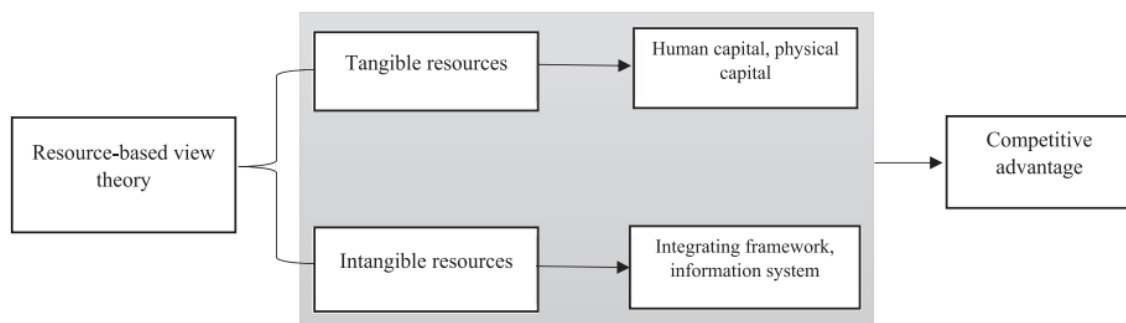 Resource-based view
theory
Tangible resources
Human capital, physical
capital
Intangible resources
Integrating framework,
information system
Competitive
advantage